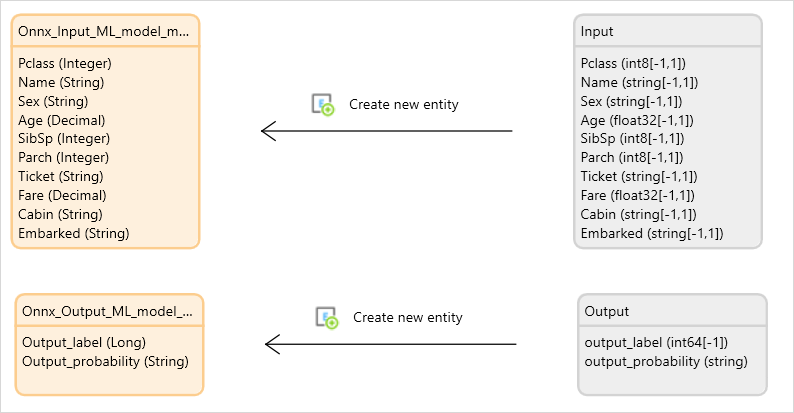 Onnx_Input_ML_model_m...
Pclass (Integer)
Name (String)
Sex (String)
Age (Decimal)
SibSp (Integer)
Parch (Integer)
Ticket (String)
Fare (Decimal)
Cabin (String)
Embarked (String)
Create new entity
Input
Pclass (int8[-1,1])
Name (string[-1,1])
Sex (string[-1,1])
Age (float32[-1,1])
SibSp (int8[-1,1])
Parch (int8[-1,1])
Ticket (string[-1,1])
Fare (float32[-1,1])
Cabin (string[-1,1])
Embarked (string[-1,1])
Onnx_Output_ML_model_...
Output_label (Long)
Output_probability (String)
Create new entity
Output
output_label (int64[-1])
output_probability (string)